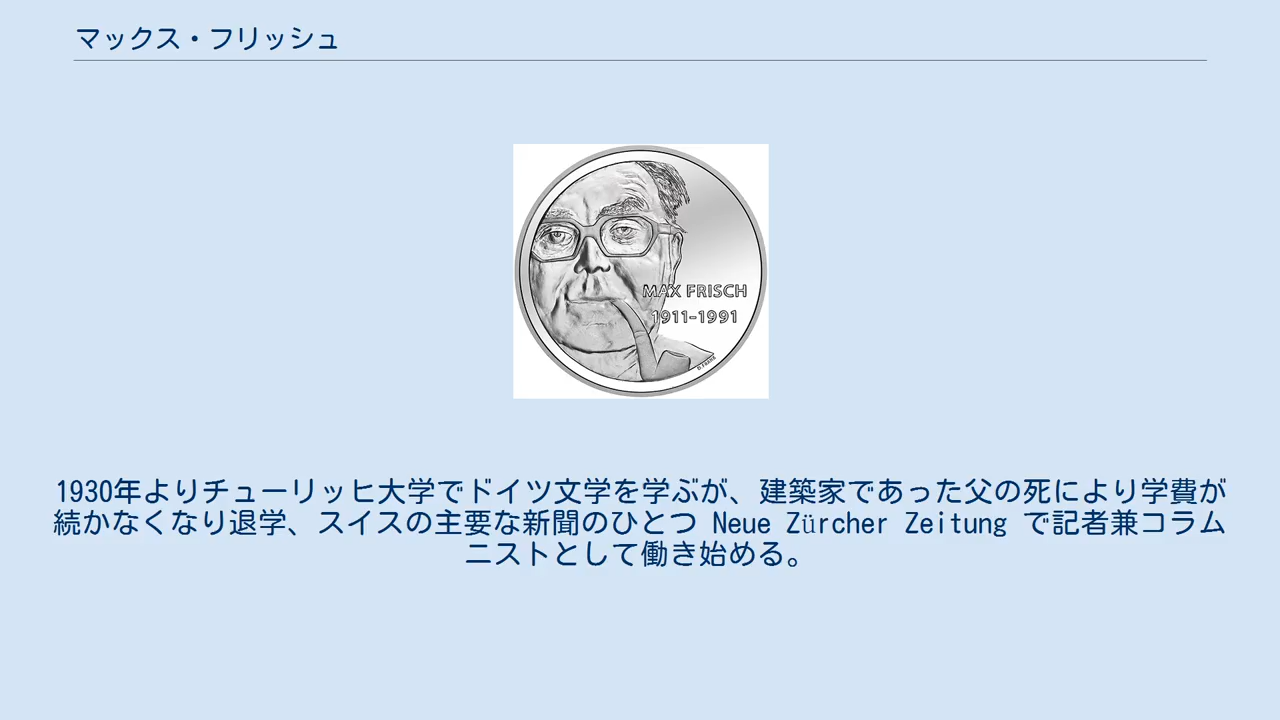 マックス・フリッシュ
MAX FRISCH
1911-1991
1930年よりチューリッヒ大学でドイツ文学を学ぶが、建築家であった父の死により学費が
続かなくなり退学、スイスの主要な新聞のひとつ Neue Zürcher Zeitung で記者兼コラム
ニストとして働き始める。